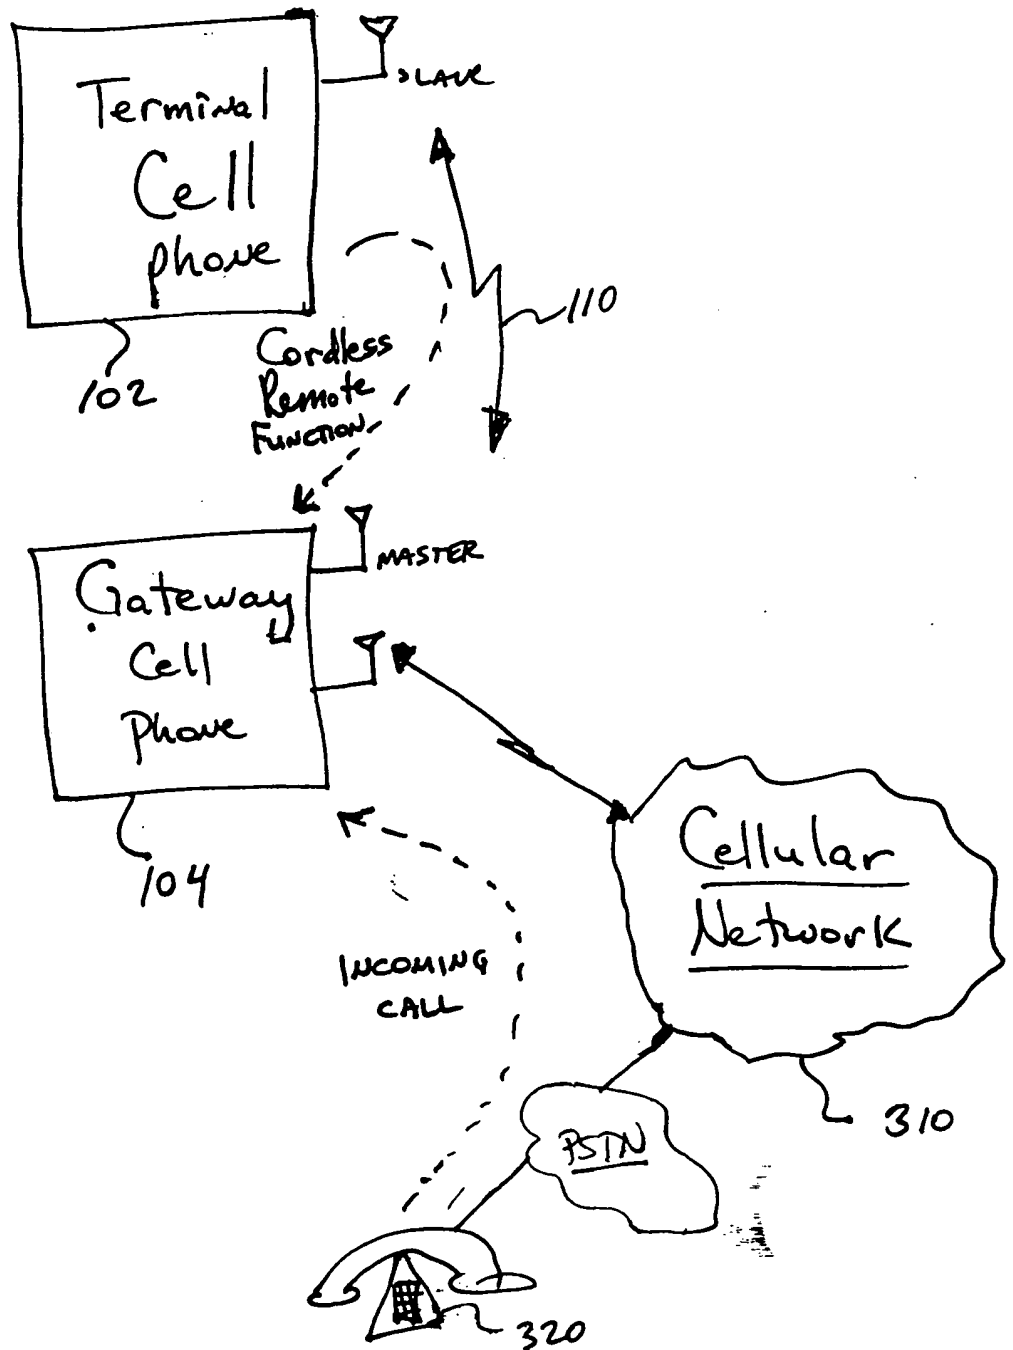 Terminal
Cell
phone
SLAVE
110
102
Cordless
Remote
FUNCTION
MASTER
Gateway
Cell
Phone
104
Cellular
Network
INCOMING
CALL
310
PSTN
320